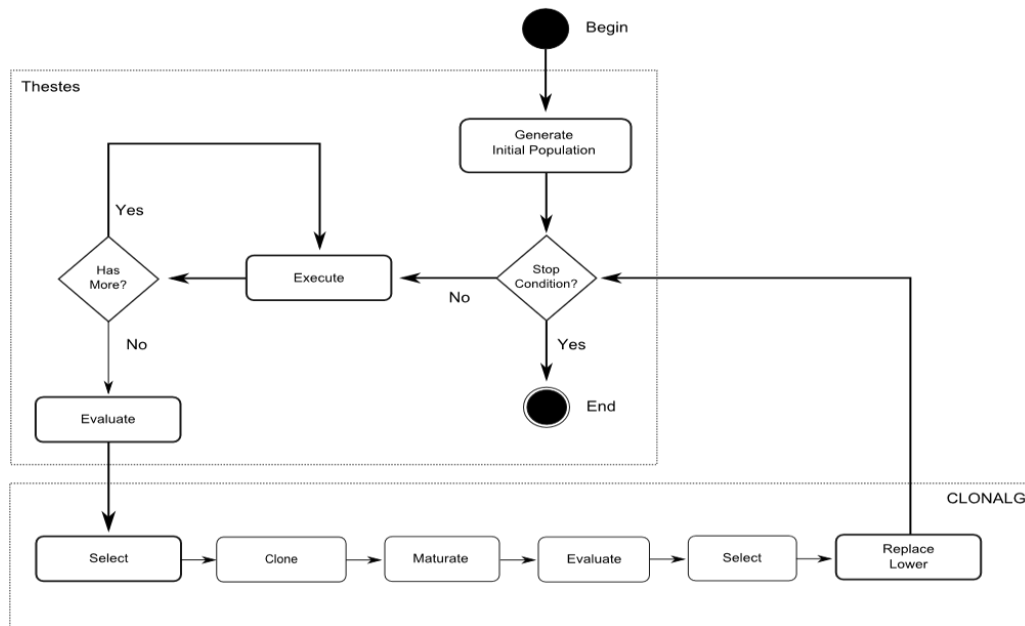 Begin
Thestes
Generate
Initial Population
Yes
Has
More?
Execute
Stop
Condition?
No
No
Yes
Evaluate
End
CLONALG
Select
Clone
Maturate
Evaluate
Select
Replace
Lower